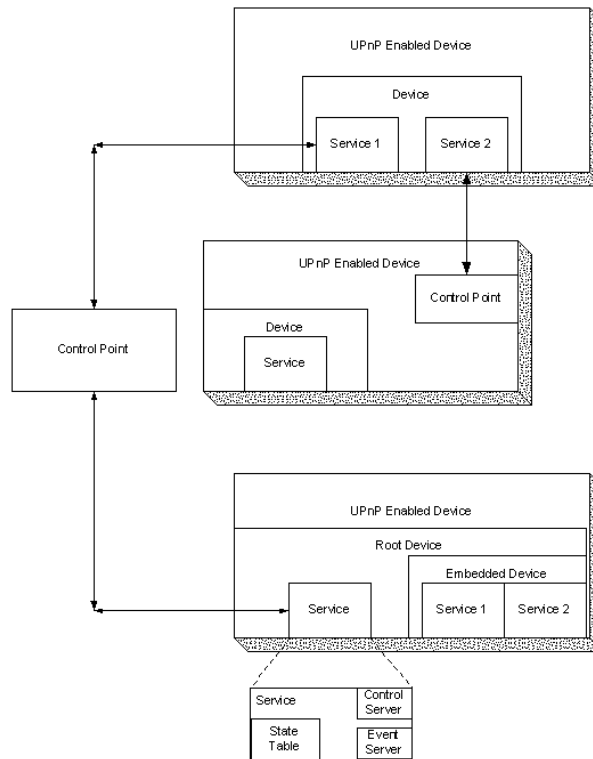 UPnP Enabled Device
Device
Service 1
Service 2
UPnP Enabled Device
Control Point
Device
Service
Control Point
UPnP Enabled Device
Root Device
Embedded Device
Service
Service 1
Service 2
Service
Control
Server
State
Table
Event
Server